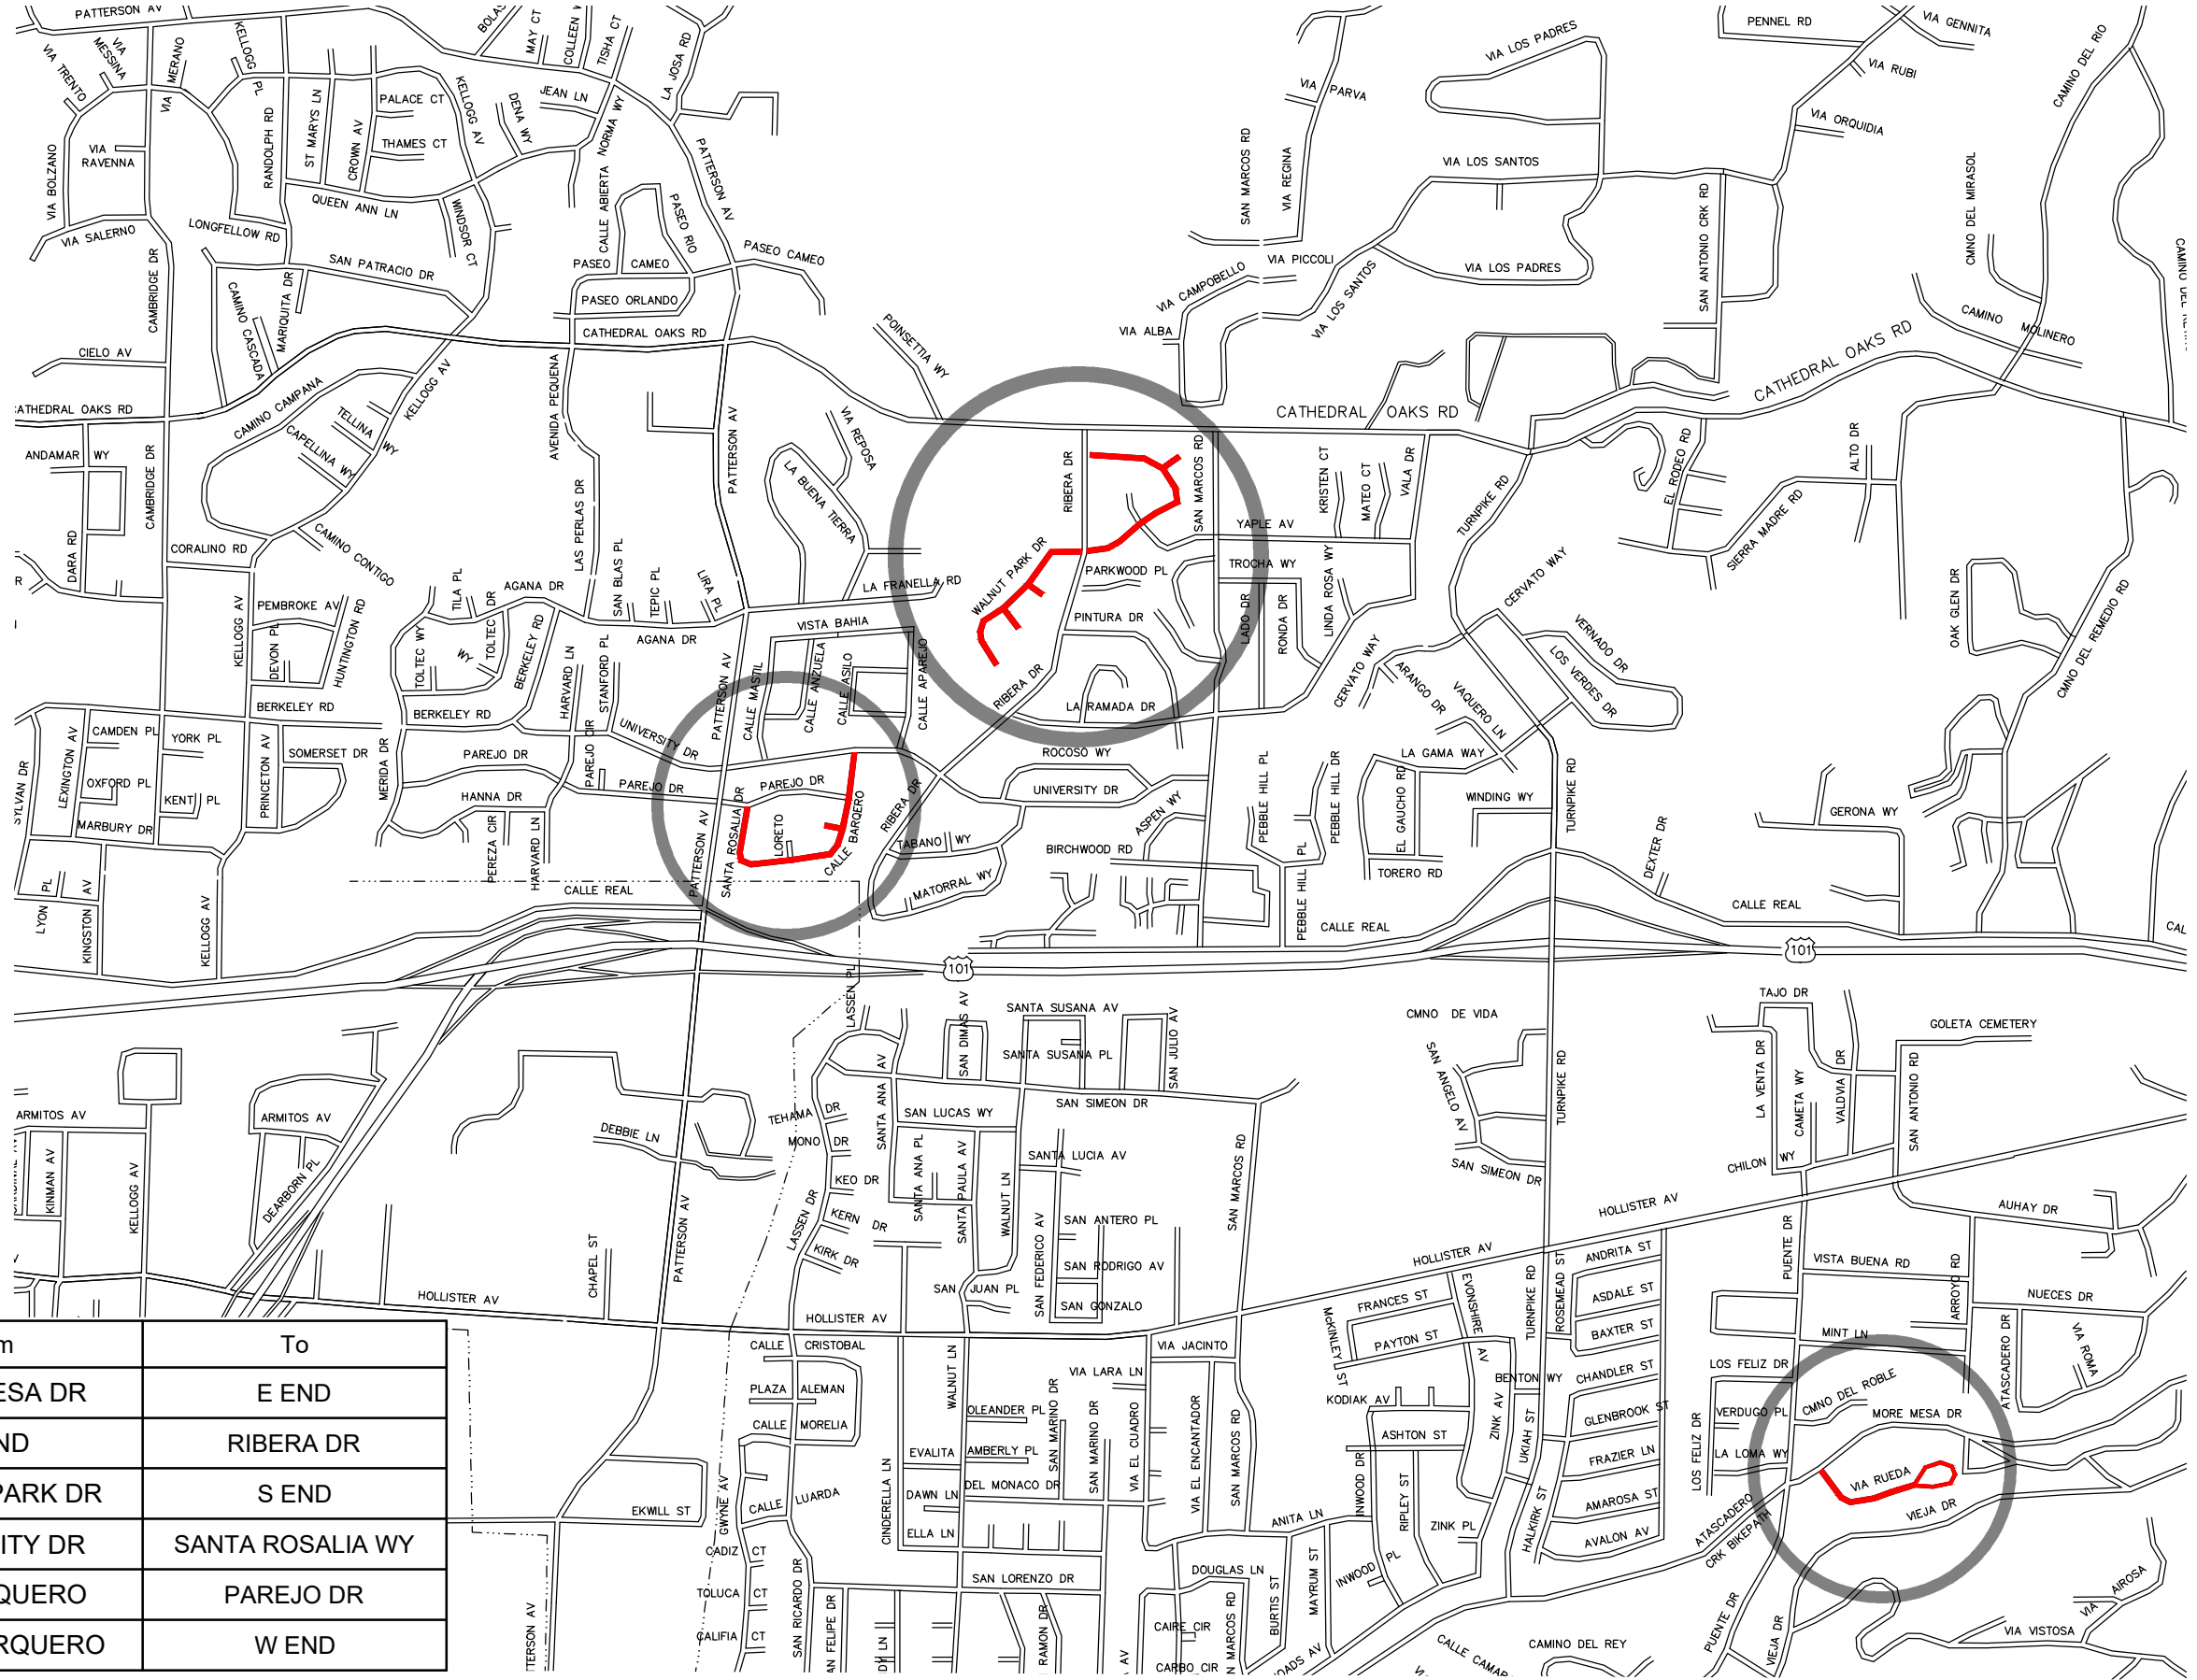 PATTERSON AV
VIA TRENTO
VIA MESSINA
VIA MERANO
KELLOGG PL
MAY CT
COLLEEN
TISHA CT
LA JOSA RD
PENNEL RD
VIA GENNITA
VIA LOS PADRES
VIA PARVA
VIA RUBI
CAMINO DEL RIO
VIA ORQUIDIA
VIA BOLZANO
VIA RAVENNA
RANDOLPH RD
ST MARYS LN
CROWN AV
PALACE CT
THAMES CT
KELLOGG AV
DENA WY
JEAN LN
NORMA WY
CALLE ABIERTA
PATTERSON AV
SAN MARCOS RD
VIA REGINA
VIA LOS SANTOS
SAN ANTONIO CRK RD
CMNO DEL MIRASOL
VIA SALERNO
LONGFELLOW RD
QUEEN ANN LN
WINDSOR CT
PASEO RIO
PASEO CAMEO
PASEO CAMEO
PASEO ORLANDO
SAN PATRACIO DR
CAMBRIDGE DR
CAMINO CASCADA
MARIQUITA DR
VIA CAMPOBELLO
VIA PICCOLI
VIA LOS SANTOS
VIA LOS PADRES
VIA ALBA
CAMINO MOLINERO
CIELO AV
CATHEDRAL OAKS RD
POINSETTIA WY
CATHEDRAL OAKS RD
CATHEDRAL OAKS RD
CATHEDRAL OAKS RD
CAMINO CAMPANA
TELLINA WY
CAPELLINA WY
KELLOGG AV
AVENIDA PEQUENA
PATTERSON AV
VIA REPOSA
LA BUENA TIERRA
RIBERA DR
SAN MARCOS RD
KRISTEN CT
MATEO CT
VALA DR
TURNPIKE RD
EL RODEO RD
ALTO DR
SIERRA MADRE RD
ANDAMAR WY
CAMBRIDGE DR
DARA RD
CORALINO RD
CAMINO CONTIGO
LAS PERLAS DR
SAN BLAS PL
TEPIC PL
LIRA PL
LA FRANELLA RD
WALNUT PARK DR
YAPLE AV
TROCHA WY
PARKWOOD PL
PINTURA DR
LADO DR
RONDA DR
LINDA ROSA WY
CERVATO WAY
CERVATO WAY
VERNADO DR
LOS VERDES DR
OAK GLEN DR
CMNO DEL REMEDIO RD
PEMBROKE AV
KELLOGG AV
DEVON PL
HUNTINGTON RD
TILA PL
AGANA DR
TOLTEC DR
TOLTEC WY
WY
BERKELEY RD
HARVARD LN
STANFORD PL
AGANA DR
VISTA BAHIA
CALLE MASTIL
CALLE ANZUELA
CALLE ASILO
CALLE APAREJO
RIBERA DR
LA RAMADA DR
ARANGO DR
VAQUERO LN
LA GAMA WAY
BERKELEY RD
BERKELEY RD
UNIVERSITY DR
PATTERSON AV
ROCOSO WY
SYLVAN DR
LEXINGTON AV
CAMDEN PL
YORK PL
OXFORD PL
KENT PL
MARBURY DR
PRINCETON AV
SOMERSET DR
MERIDA DR
PAREJO DR
PAREJO CIR
PAREJO DR
PAREJO DR
HANNA DR
PEREZA CIR
HARVARD LN
SANTA ROSALIA DR
LORETO
CALLE BARQERO
RIBERA DR
UNIVERSITY DR
TABANO WY
MATORRAL WY
ASPEN WY
BIRCHWOOD RD
PEBBLE HILL PL
PEBBLE HILL DR
EL GAUCHO RD
TORERO RD
WINDING WY
TURNPIKE RD
DEXTER DR
GERONA WY
LYON PL
KINGSTON AV
KELLOGG AV
CALLE REAL
PATTERSON AV
PEBBLE HILL PL
CALLE REAL
CALLE REAL
101
101
LASSEN PL
SAN DIMAS AV
SANTA SUSANA AV
SANTA SUSANA PL
SAN JULIO AV
CMNO DE VIDA
SAN ANGELO AV
TURNPIKE RD
TAJO DR
LA VENTA DR
CAMETA WY
VALDIVIA DR
GOLETA CEMETERY
SAN ANTONIO RD
ARMITOS AV
ARMITOS AV
KINMAN AV
KELLOGG AV
DEARBORN PL
DEBBIE LN
TEHAMA DR
MONO DR
KEO DR
KERN DR
KIRK DR
LASSEN DR
SANTA ANA AV
SAN LUCAS WY
SANTA ANA PL
SANTA PAULA AV
WALNUT LN
SANTA LUCIA AV
SAN SIMEON DR
SAN SIMEON DR
SAN MARCOS RD
CHILON WY
HOLLISTER AV
AUHAY DR
SAN ANTERO PL
SAN FEDERICO AV
SAN RODRIGO AV
SAN JUAN PL
SAN GONZALO
CHAPEL ST
PATTERSON AV
HOLLISTER AV
HOLLISTER AV
HOLLISTER AV
FRANCES ST
PAYTON ST
MCKINLEY ST
EVONSHIRE AV
TURNPIKE RD
ROSEMEAD ST
ANDRITA ST
ASDALE ST
BAXTER ST
CHANDLER ST
PUENTE DR
VISTA BUENA RD
ARROYO RD
NUECES DR
MINT LN
ATASCADERO DR
VIA ROMA
CALLE CRISTOBAL
PLAZA ALEMAN
CALLE MORELIA
CALLE LUARDA
CADIZ CT
TOLUCA CT
CALIFIA CT
GWYNE AV
SAN RICARDO DR
EKWILL ST
VIA JACINTO
VIA LARA LN
WALNUT LN
CINDERELLA LN
OLEANDER PL
EVALITA
AMBERLY PL
DAWN LN
DEL MONACO DR
ELLA LN
SAN MARINO DR
SAN MARINO DR
VIA EL CUADRO
VIA EL ENCANTADOR
SAN MARCOS RD
SAN LORENZO DR
DOUGLAS LN
CAIRE CIR
CARBO CIR
BURTIS ST
MAYRUM ST
ANITA LN
INWOOD DR
INWOOD PL
RIPLEY ST
KODIAK AV
ASHTON ST
ZINK AV
ZINK PL
UKIAH ST
BENTON WY
HALKIRK ST
GLENBROOK ST
FRAZIER LN
AMAROSA ST
AVALON AV
LOS FELIZ DR
LOS FELIZ DR
VERDUGO PL
LA LOMA WY
CMNO DEL ROBLE
MORE MESA DR
VIA RUEDA
VIEJA DR
ATASCADERO CRK BIKEPATH
PUENTE DR
VIEJA DR
CAMINO DEL REY
VIA VISTOSA
VIA AIROSA
m To
ESA DR E END
ND RIBERA DR
PARK DR S END
ITY DR SANTA ROSALIA WY
QUERO PAREJO DR
RQUERO W END